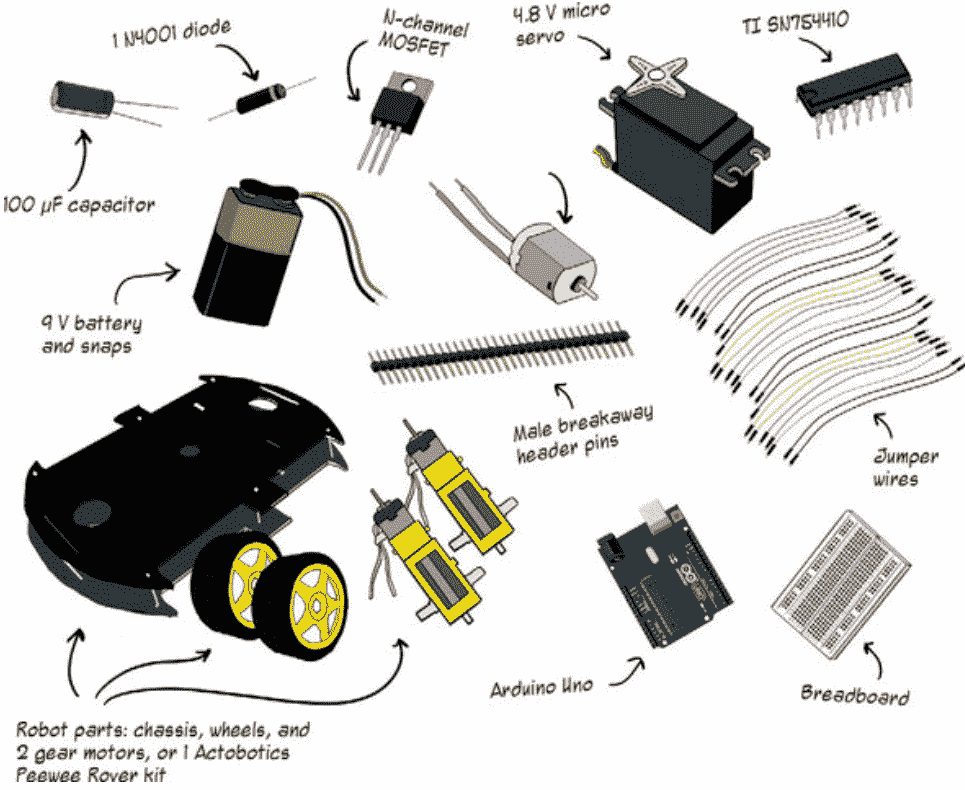 1 N4001 diode
N-channel
MOSFET
4.8 V micro
servo
TI SN754410
100 µF capacitor
9 V battery
and snaps
Male breakaway
header pins
Jumper
wires
Arduino Uno
Breadboard
Robot parts: chassis, wheels, and
2 gear motors, or 1 Actobotics
Peewee Rover kit